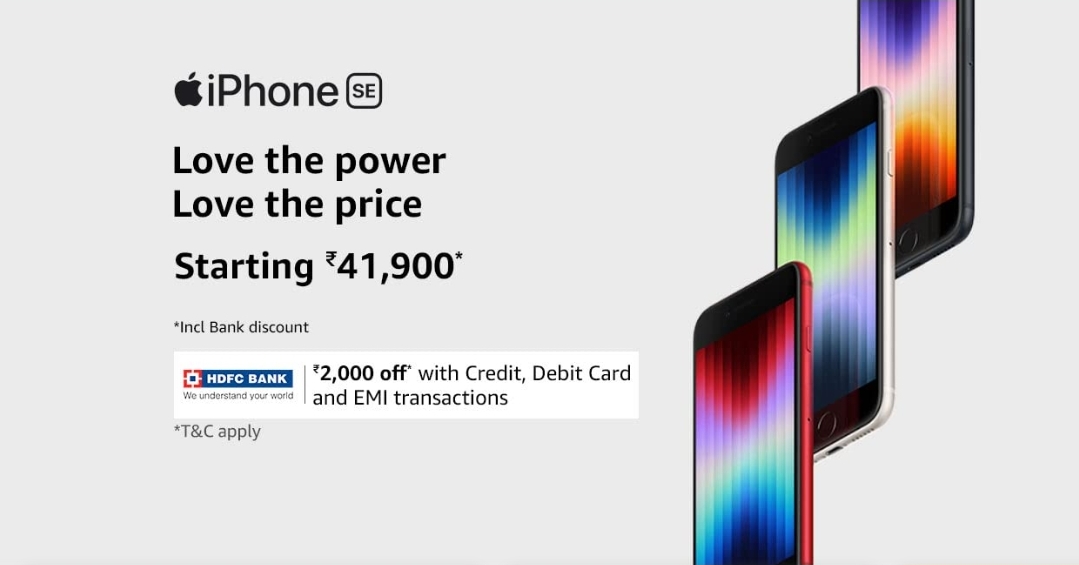 iPhone SE
Love the power
Love the price
Starting ₹41,900*
*Incl Bank discount
HDFC BANK
We understand your world
₹2,000 off* with Credit, Debit Card
and EMI transactions
*T&C apply